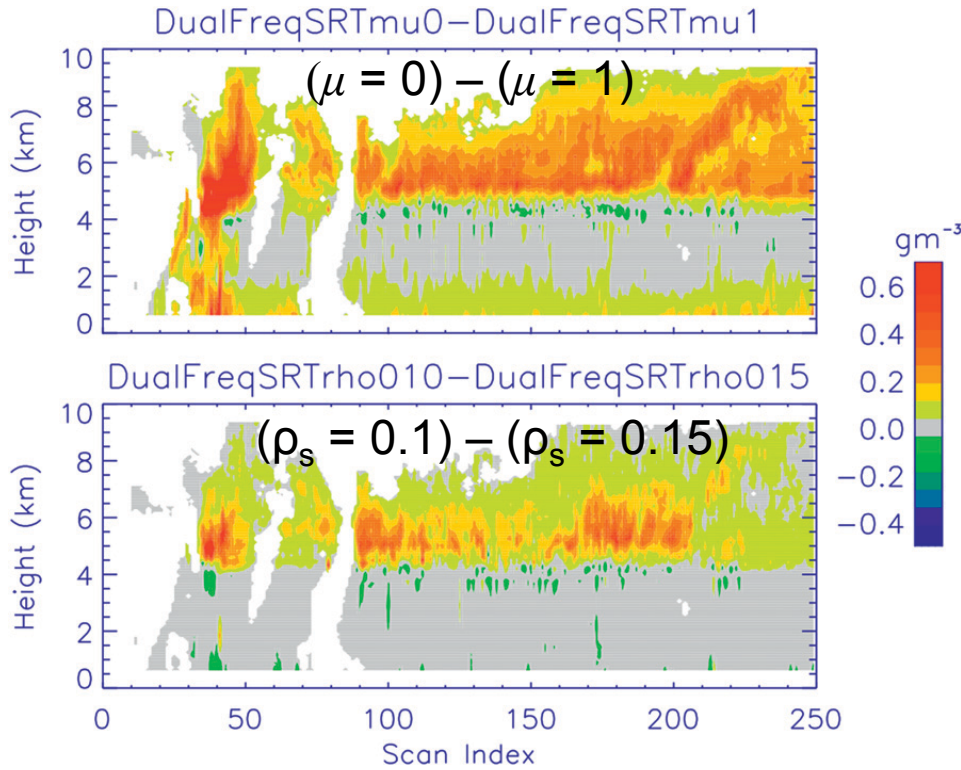 DualFreqSRTmu0−DualFreqSRTmu1
(μ = 0) – (μ = 1)
10
8
6
4
2
0
Height (km)
gm⁻³
0.6
0.4
0.2
0.0
−0.2
−0.4
DualFreqSRTrho010−DualFreqSRTrho015
(ρₛ = 0.1) – (ρₛ = 0.15)
10
8
6
4
2
0
Height (km)
0 50 100 150 200 250
Scan Index